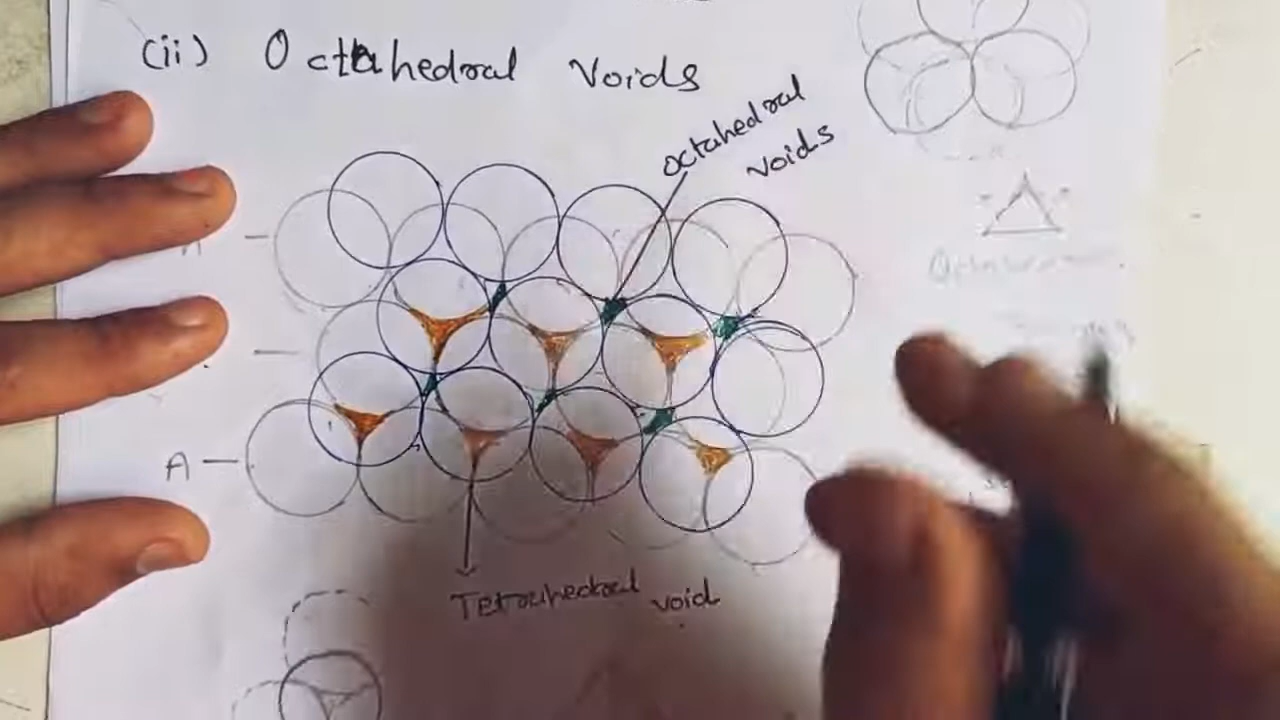 (ii) Octahedral Voids
octahedral
voids
A
A
Tetrahedral void